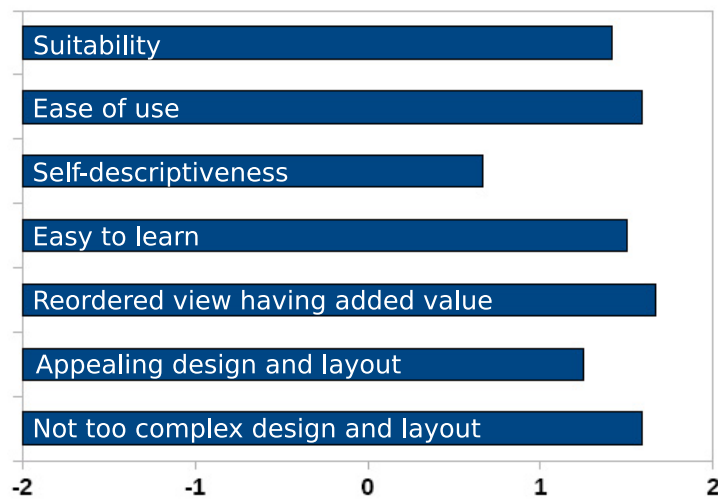 Suitability
Ease of use
Self-descriptiveness
Easy to learn
Reordered view having added value
Appealing design and layout
Not too complex design and layout
-2 -1 0 1 2